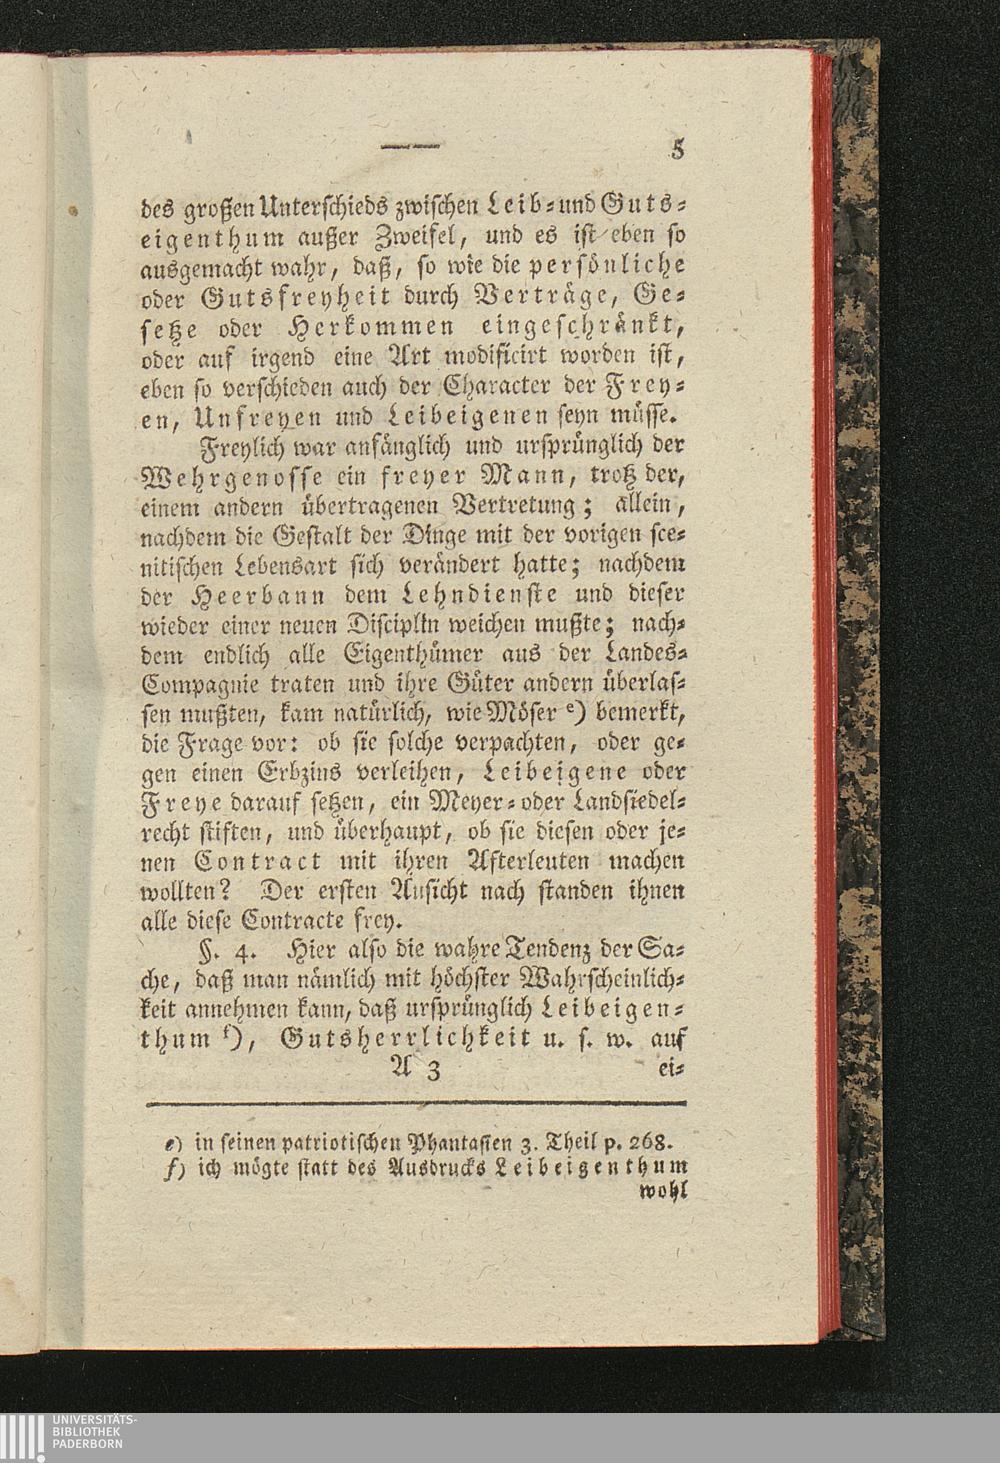 5
des großen Unterschieds zwischen Leib- und Guts-
eigenthum außer Zweifel, und es ist eben so
ausgemacht wahr, daß, so wie die persönliche
oder Gutsfreyheit durch Verträge, Ge-
setze oder Herkommen eingeschränkt,
oder auf irgend eine Art modificirt worden ist,
eben so verschieden auch der Character der Frey-
en, Unfreyen und Leibeigenen seyn müsse.
Freylich war anfänglich und ursprünglich der
Wehrgenosse ein freyer Mann, trotz der,
einem andern übertragenen Vertretung; allein,
nachdem die Gestalt der Dinge mit der vorigen sce-
nitischen Lebensart sich verändert hatte; nachdem
der Heerbann dem Lehndienste und dieser
wieder einer neuen Disciplin weichen mußte; nach-
dem endlich alle Eigenthümer aus der Landes-
Compagnie traten und ihre Güter andern überlas-
sen mußten, kam natürlich, wie Möser e) bemerkt,
die Frage vor: ob sie solche verpachten, oder ge-
gen einen Erbzins verleihen, Leibeigene oder
Freye darauf setzen, ein Meyer- oder Landsiedel-
recht stiften, und überhaupt, ob sie diesen oder je-
nen Contract mit ihren Afterleuten machen
wollten? Der ersten Ansicht nach standen ihnen
alle diese Contracte frey.
§. 4. Hier also die wahre Tendenz der Sa-
che, daß man nämlich mit höchster Wahrscheinlich-
keit annehmen kann, daß ursprünglich Leibeigen-
thum f), Gutsherrlichkeit u. s. w. auf
A 3 ei-
e) in seinen patriotischen Phantasien 3. Theil p. 268.
f) ich mögte statt des Ausdrucks Leibeigenthum
wohl
UNIVERSITÄTS-
BIBLIOTHEK
PADERBORN